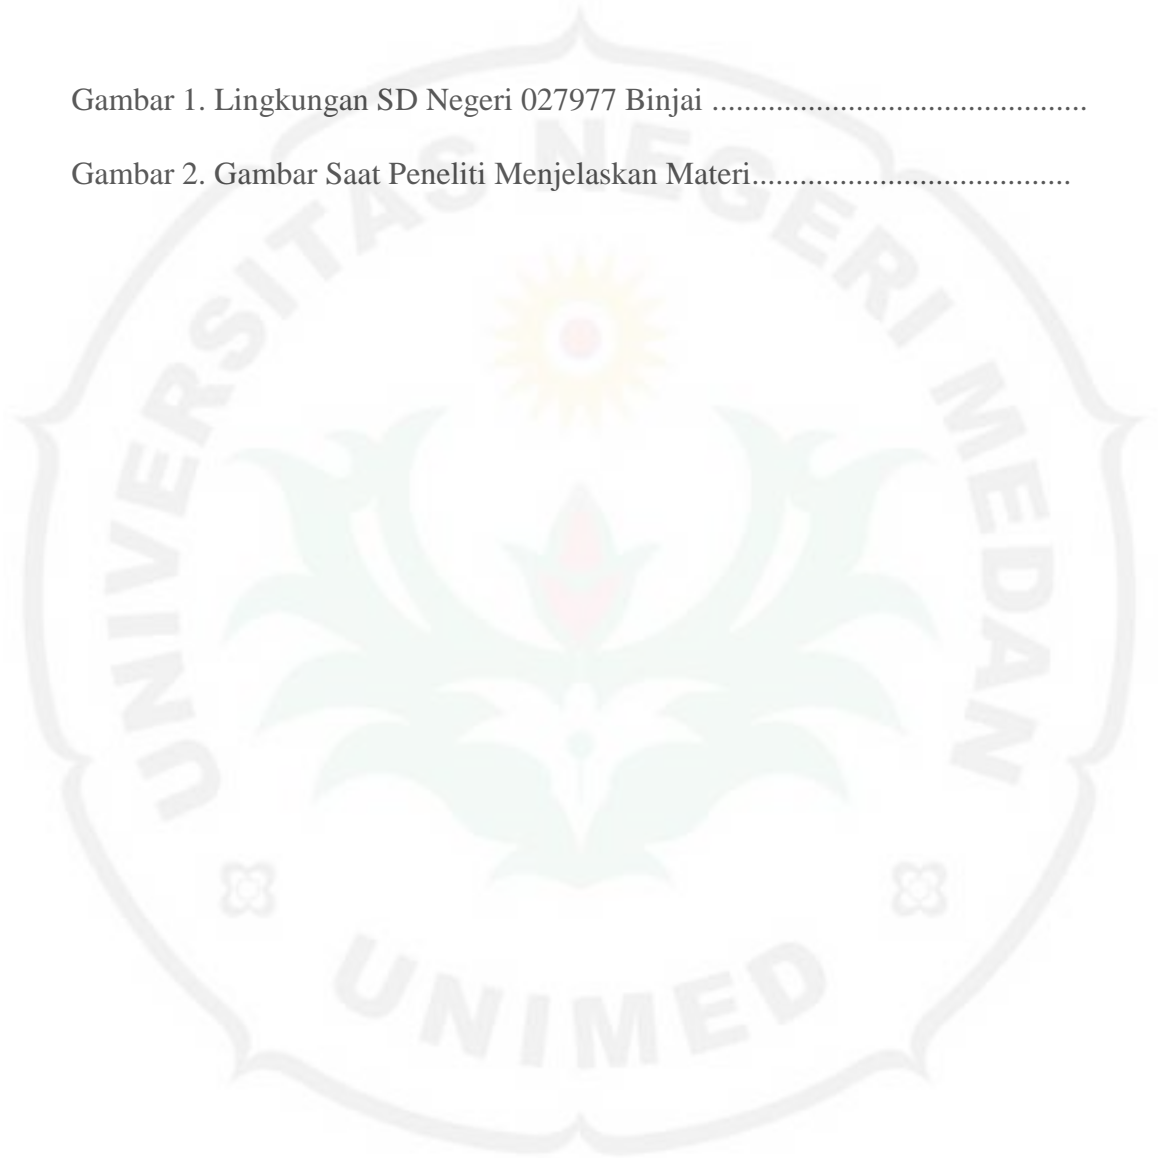 Gambar 1. Lingkungan SD Negeri 027977 Binjai ...............................................
Gambar 2. Gambar Saat Peneliti Menjelaskan Materi........................................
UNIVERSITAS NEGERI MEDAN
UNIMED